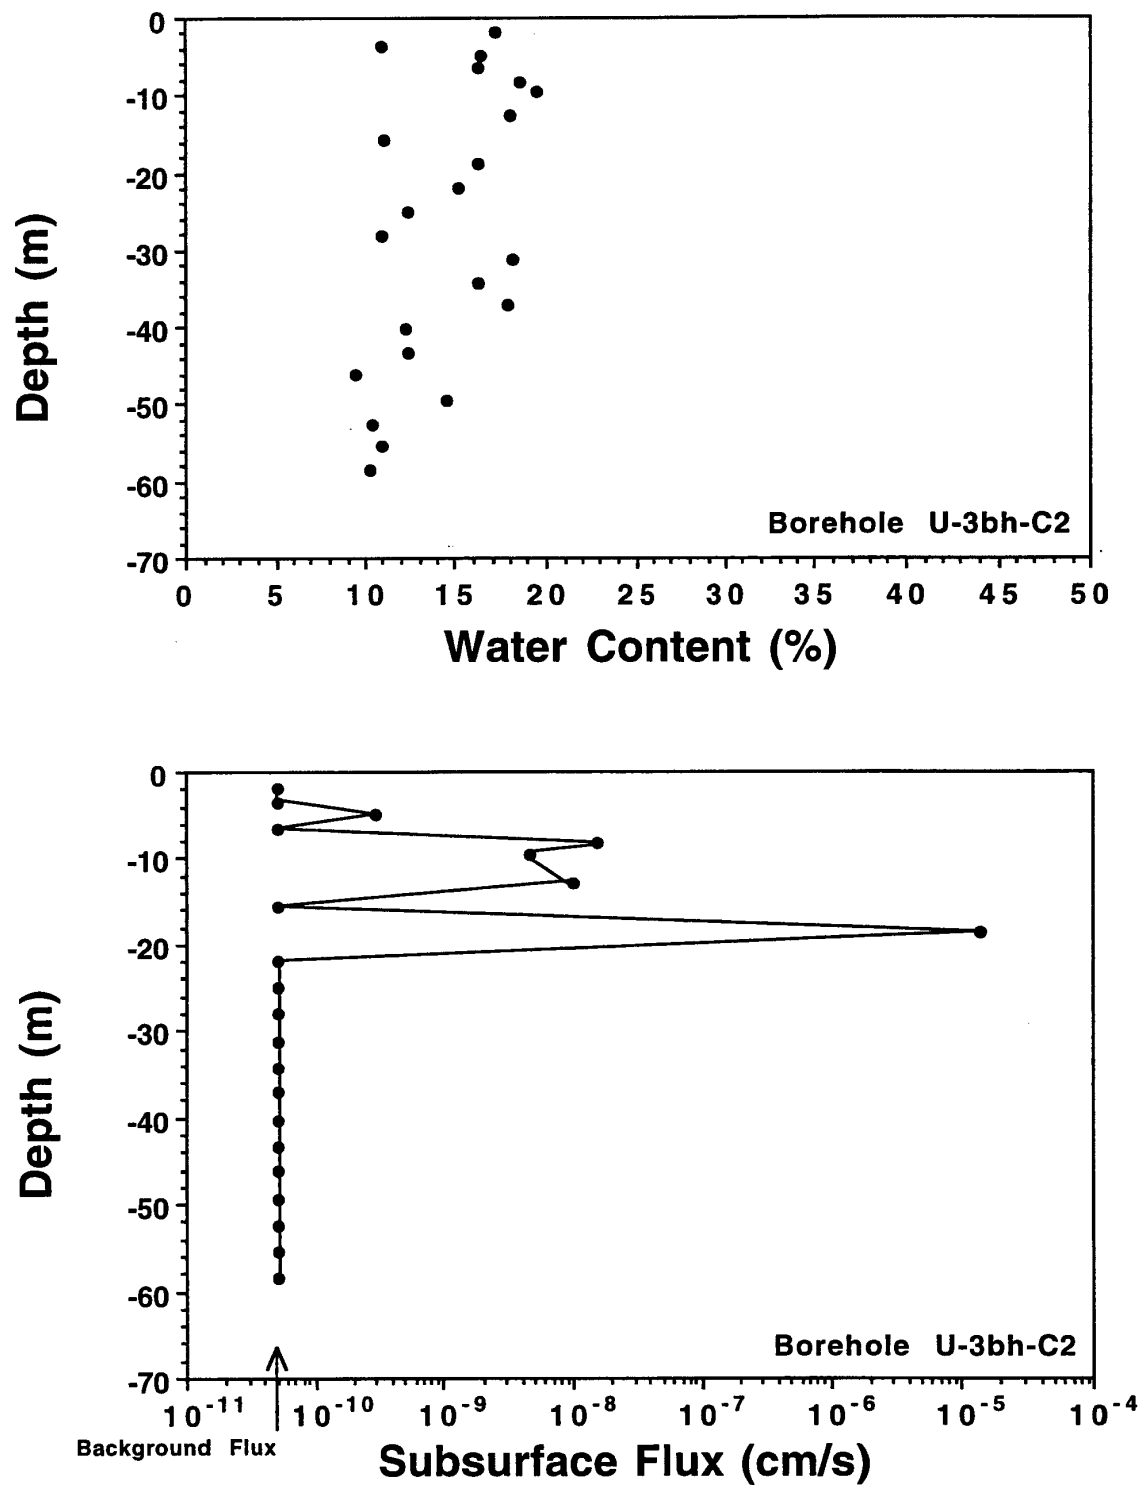 0
-10
-20
-30
-40
-50
-60
-70
Depth (m)
Borehole U-3bh-C2
0 5 10 15 20 25 30 35 40 45 50
Water Content (%)
0
-10
-20
-30
-40
-50
-60
-70
Depth (m)
Borehole U-3bh-C2
10⁻¹¹ 10⁻¹⁰ 10⁻⁹ 10⁻⁸ 10⁻⁷ 10⁻⁶ 10⁻⁵ 10⁻⁴
Background Flux
Subsurface Flux (cm/s)